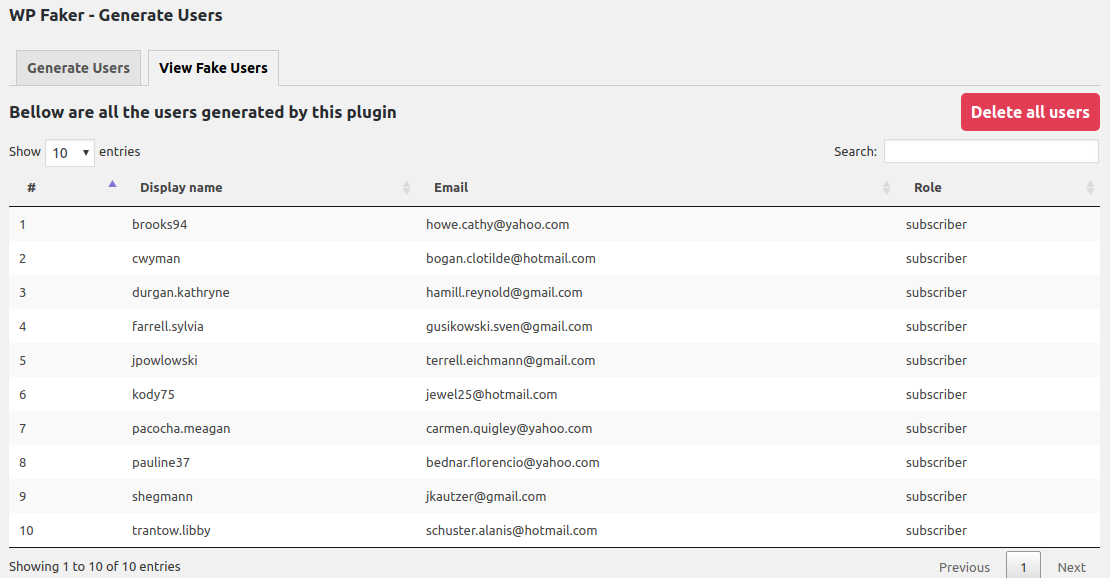 WP Faker - Generate Users
Generate Users View Fake Users
Bellow are all the users generated by this plugin Delete all users
Show 10 entries Search:
# Display name Email Role
1 brooks94 howe.cathy@yahoo.com subscriber
2 cwyman bogan.clotilde@hotmail.com subscriber
3 durgan.kathryne hamill.reynold@gmail.com subscriber
4 farrell.sylvia gusikowski.sven@gmail.com subscriber
5 jpowlowski terrell.eichmann@gmail.com subscriber
6 kody75 jewel25@hotmail.com subscriber
7 pacocha.meagan carmen.quigley@yahoo.com subscriber
8 pauline37 bednar.florencio@yahoo.com subscriber
9 shegmann jkautzer@gmail.com subscriber
10 trantow.libby schuster.alanis@hotmail.com subscriber
Showing 1 to 10 of 10 entries Previous 1 Next